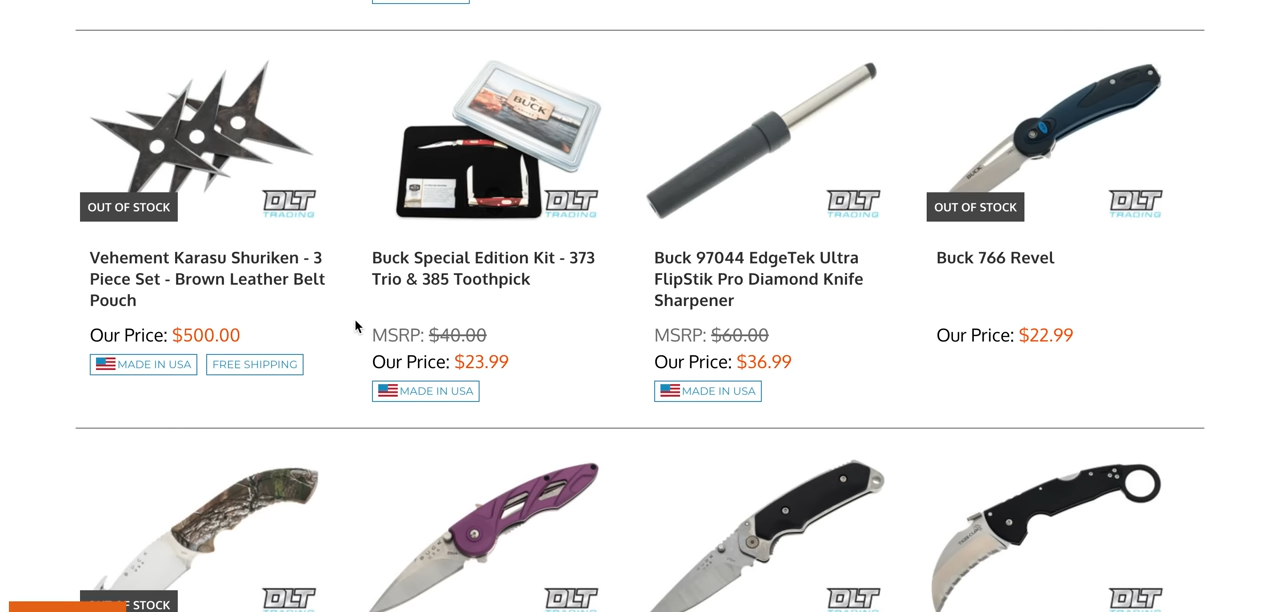 OUT OF STOCK
DLT
TRADING
BUCK
DLT
TRADING
DLT
TRADING
BUCK
OUT OF STOCK
DLT
TRADING
Vehement Karasu Shuriken - 3
Piece Set - Brown Leather Belt
Pouch
Our Price: $500.00
MADE IN USA
FREE SHIPPING
Buck Special Edition Kit - 373
Trio & 385 Toothpick
MSRP: $40.00
Our Price: $23.99
MADE IN USA
Buck 97044 EdgeTek Ultra
FlipStik Pro Diamond Knife
Sharpener
MSRP: $60.00
Our Price: $36.99
MADE IN USA
Buck 766 Revel
Our Price: $22.99
STOCK
DLT
DLT
DLT
DLT